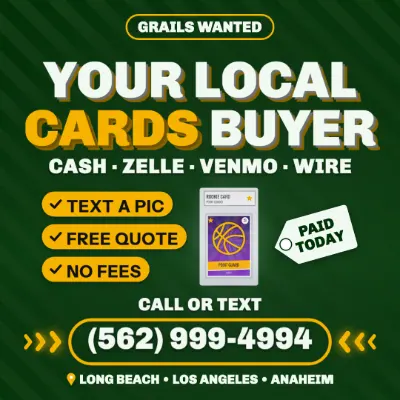 GRAILS WANTED
YOUR LOCAL
CARDS BUYER
CASH · ZELLE · VENMO · WIRE
TEXT A PIC
FREE QUOTE
NO FEES
PAID
TODAY
CALL OR TEXT
(562) 999-4994
LONG BEACH • LOS ANGELES • ANAHEIM